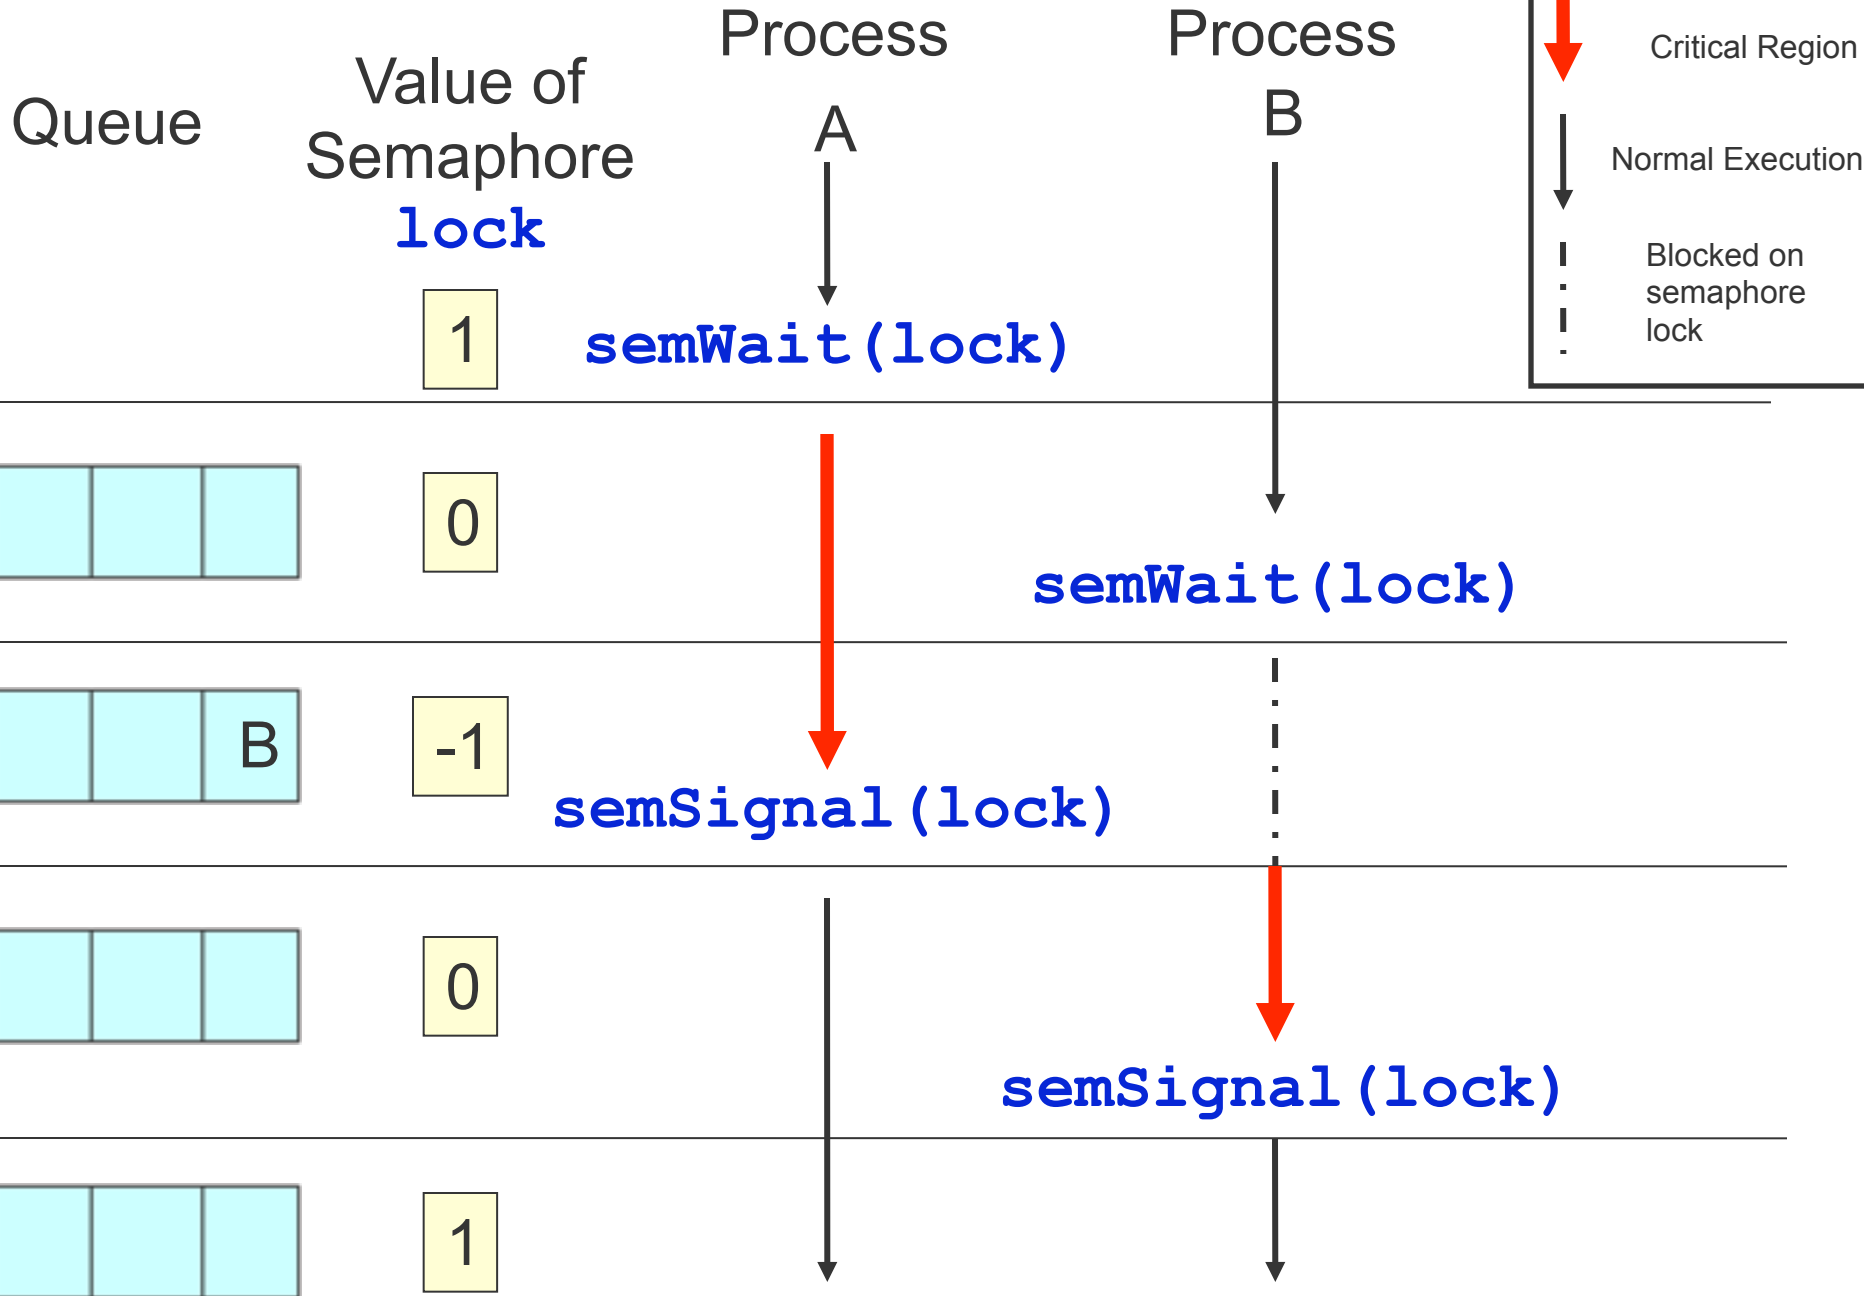 Queue
Value of
Semaphore
lock
Process
A
Process
B
Critical Region
Normal Execution
Blocked on
semaphore
lock
1
semWait(lock)
0
semWait(lock)
B
-1
semSignal(lock)
0
semSignal(lock)
1